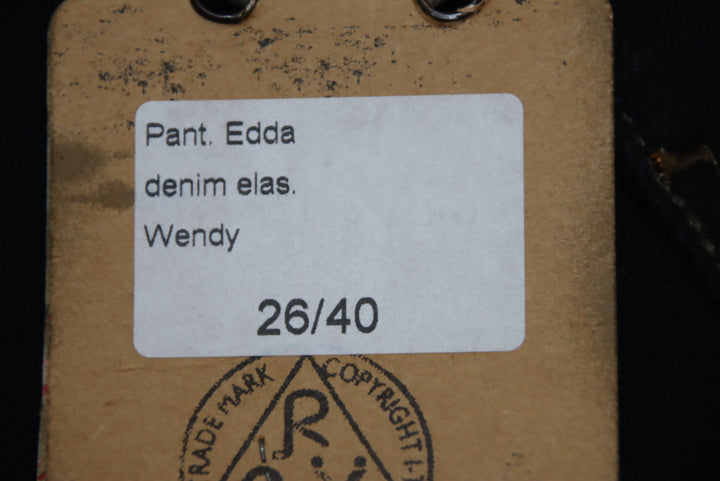 Pant. Edda
denim elas.
Wendy
26/40
TRADE MARK
COPYRIGHT
R